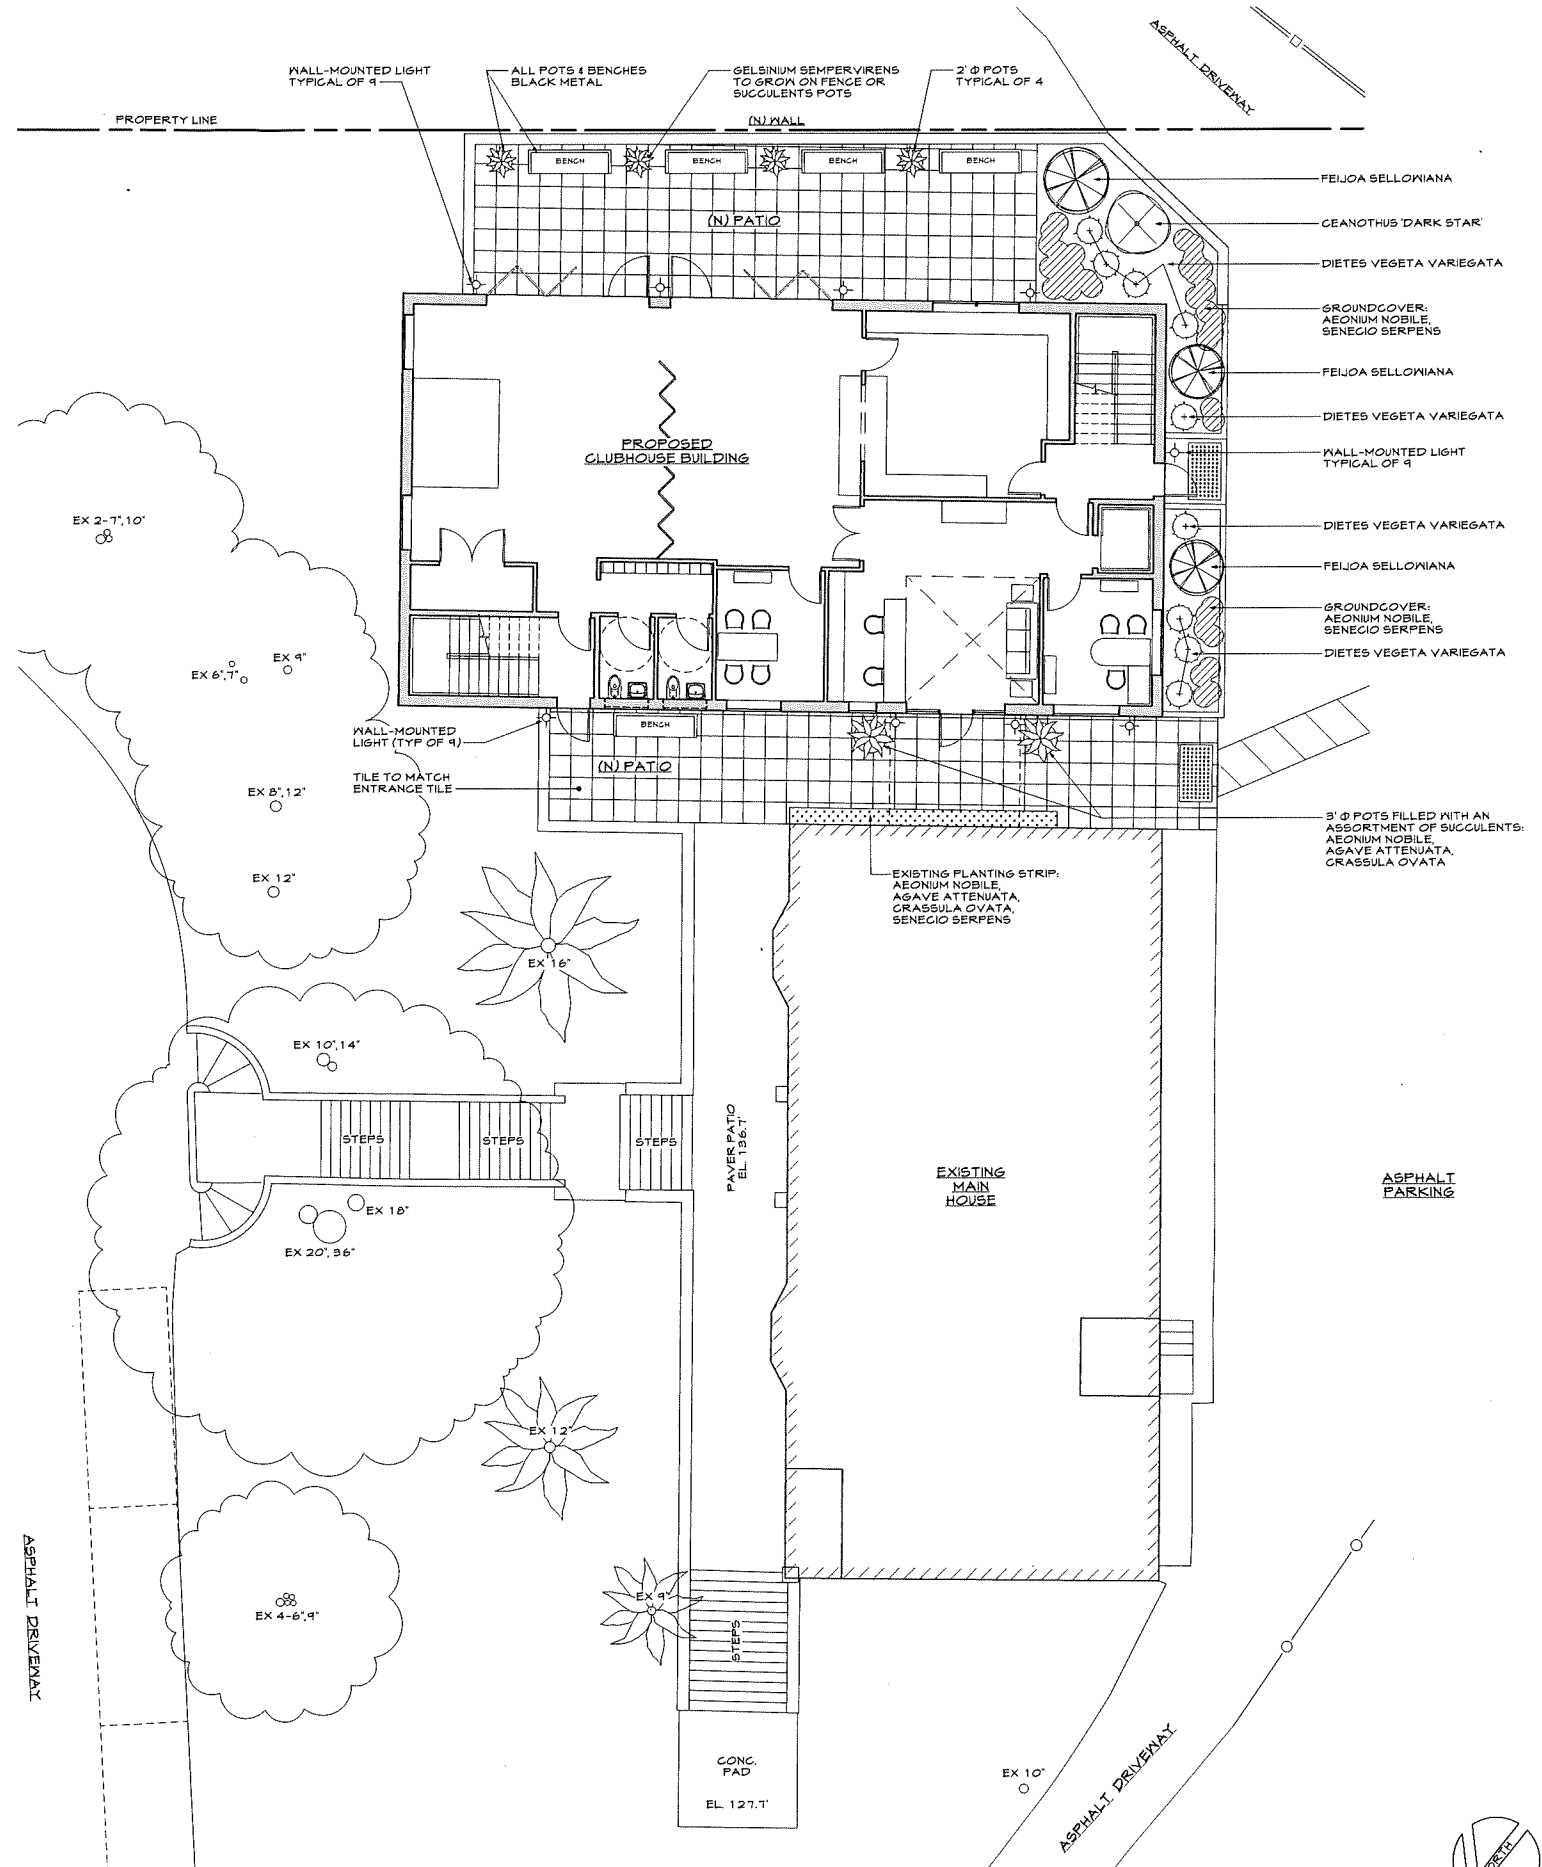 ASPHALT DRIVEWAY
WALL-MOUNTED LIGHT
TYPICAL OF 9
ALL POTS & BENCHES
BLACK METAL
GELSINIUM SEMPERVIRENS
TO GROW ON FENCE OR
SUCCULENTS POTS
2' Φ POTS
TYPICAL OF 4
PROPERTY LINE
(N) WALL
BENCH
BENCH
BENCH
BENCH
FEIJOA SELLOWIANA
(N) PATIO
CEANOTHUS 'DARK STAR'
DIETES VEGETA VARIEGATA
GROUNDCOVER:
AEONIUM NOBILE,
SENECIO SERPENS
FEIJOA SELLOWIANA
DIETES VEGETA VARIEGATA
PROPOSED
CLUBHOUSE BUILDING
WALL-MOUNTED LIGHT
TYPICAL OF 9
EX 2-7", 10"
DIETES VEGETA VARIEGATA
FEIJOA SELLOWIANA
GROUNDCOVER:
AEONIUM NOBILE,
SENECIO SERPENS
DIETES VEGETA VARIEGATA
EX 6", 7"
EX 9"
WALL-MOUNTED
LIGHT (TYP OF 9)
BENCH
(N) PATIO
TILE TO MATCH
ENTRANCE TILE
EX 8", 12"
3' Φ POTS FILLED WITH AN
ASSORTMENT OF SUCCULENTS:
AEONIUM NOBILE,
AGAVE ATTENUATA,
CRASSULA OVATA
EX 12"
EXISTING PLANTING STRIP:
AEONIUM NOBILE,
AGAVE ATTENUATA,
CRASSULA OVATA,
SENECIO SERPENS
EX 16"
EX 10", 14"
STEPS
STEPS
STEPS
PAVER PATIO
EL. 136.7'
EXISTING
MAIN
HOUSE
ASPHALT
PARKING
EX 18"
EX 20", 36"
EX 12"
ASPHALT DRIVEWAY
EX 4-6", 9"
EX 9"
STEPS
CONC.
PAD
EL. 127.7'
EX 10"
ASPHALT DRIVEWAY